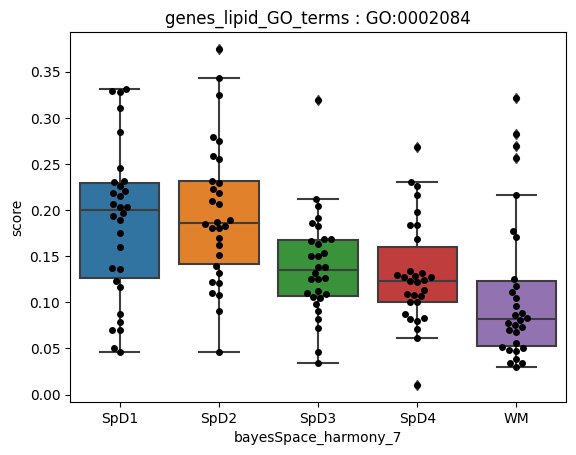 genes_lipid_GO_terms : GO:0002084
score
0.35
0.30
0.25
0.20
0.15
0.10
0.05
0.00
SpD1 SpD2 SpD3 SpD4 WM
bayesSpace_harmony_7